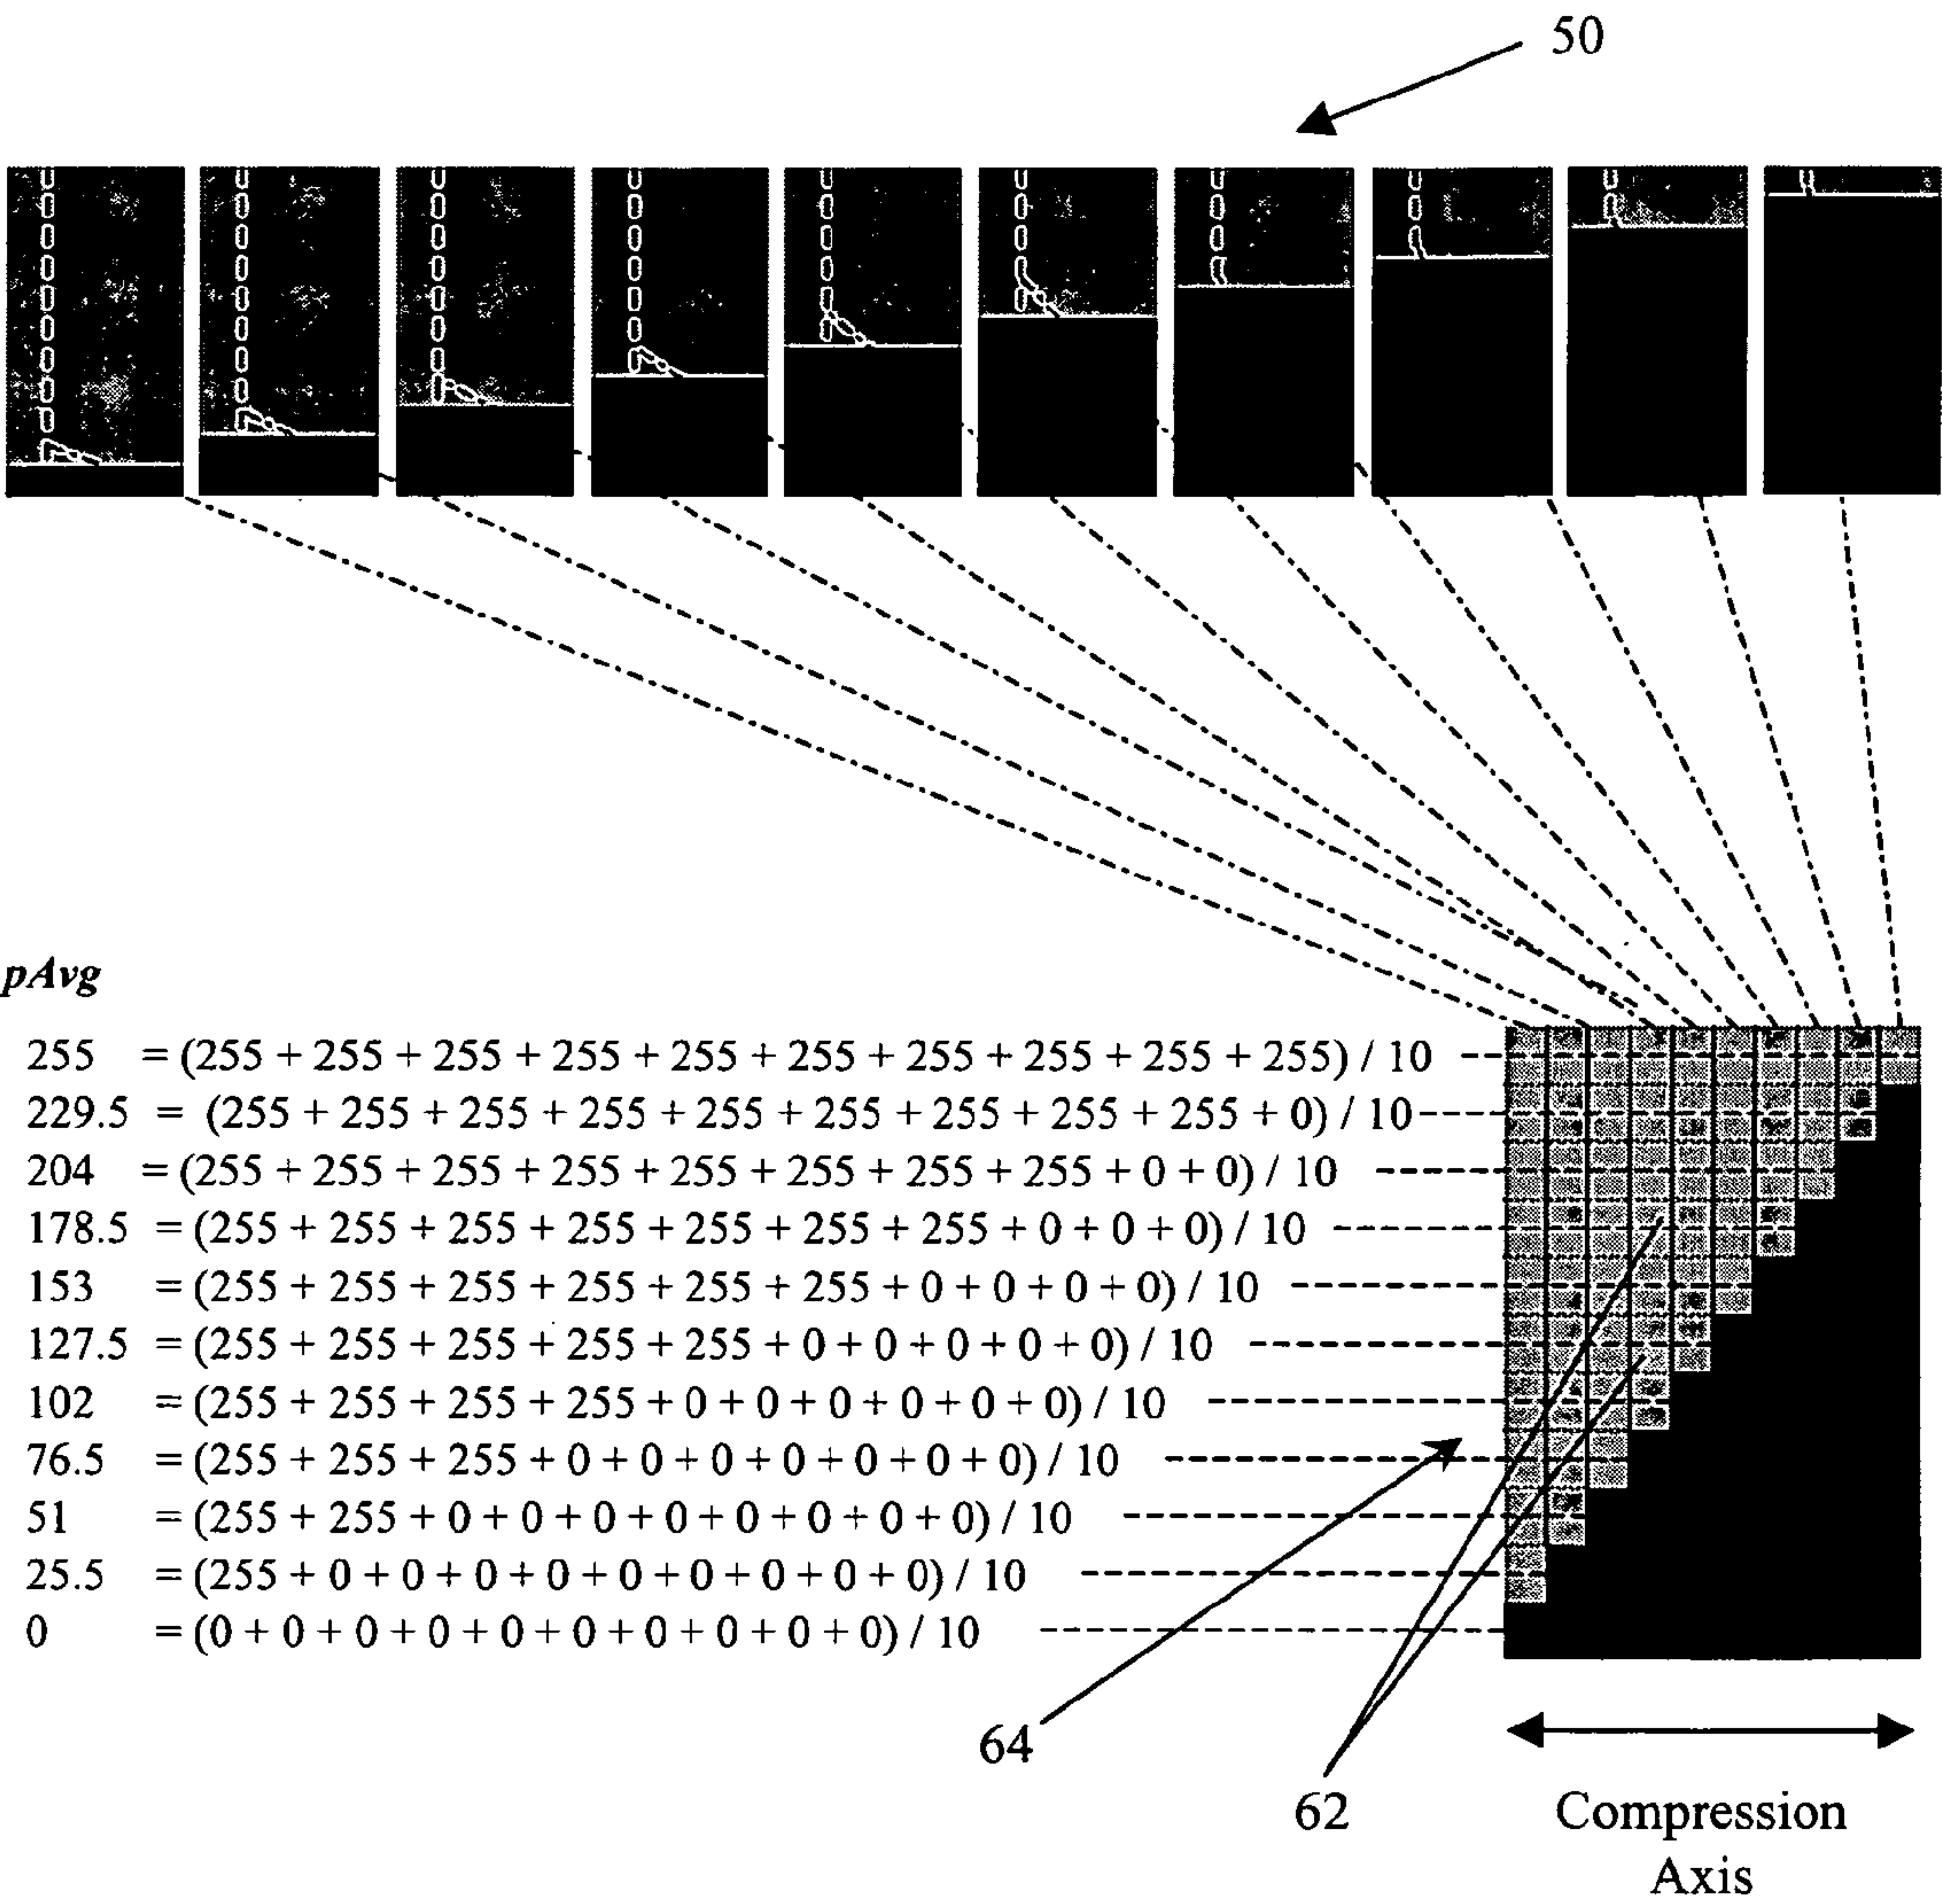 50
pAvg
255 = (255 + 255 + 255 + 255 + 255 + 255 + 255 + 255 + 255 + 255) / 10
229.5 = (255 + 255 + 255 + 255 + 255 + 255 + 255 + 255 + 255 + 0) / 10
204 = (255 + 255 + 255 + 255 + 255 + 255 + 255 + 255 + 0 + 0) / 10
178.5 = (255 + 255 + 255 + 255 + 255 + 255 + 255 + 0 + 0 + 0) / 10
153 = (255 + 255 + 255 + 255 + 255 + 255 + 0 + 0 + 0 + 0) / 10
127.5 = (255 + 255 + 255 + 255 + 255 + 0 + 0 + 0 + 0 + 0) / 10
102 = (255 + 255 + 255 + 255 + 0 + 0 + 0 + 0 + 0 + 0) / 10
76.5 = (255 + 255 + 255 + 0 + 0 + 0 + 0 + 0 + 0 + 0) / 10
51 = (255 + 255 + 0 + 0 + 0 + 0 + 0 + 0 + 0 + 0) / 10
25.5 = (255 + 0 + 0 + 0 + 0 + 0 + 0 + 0 + 0 + 0) / 10
0 = (0 + 0 + 0 + 0 + 0 + 0 + 0 + 0 + 0 + 0) / 10
64
62
Compression
Axis